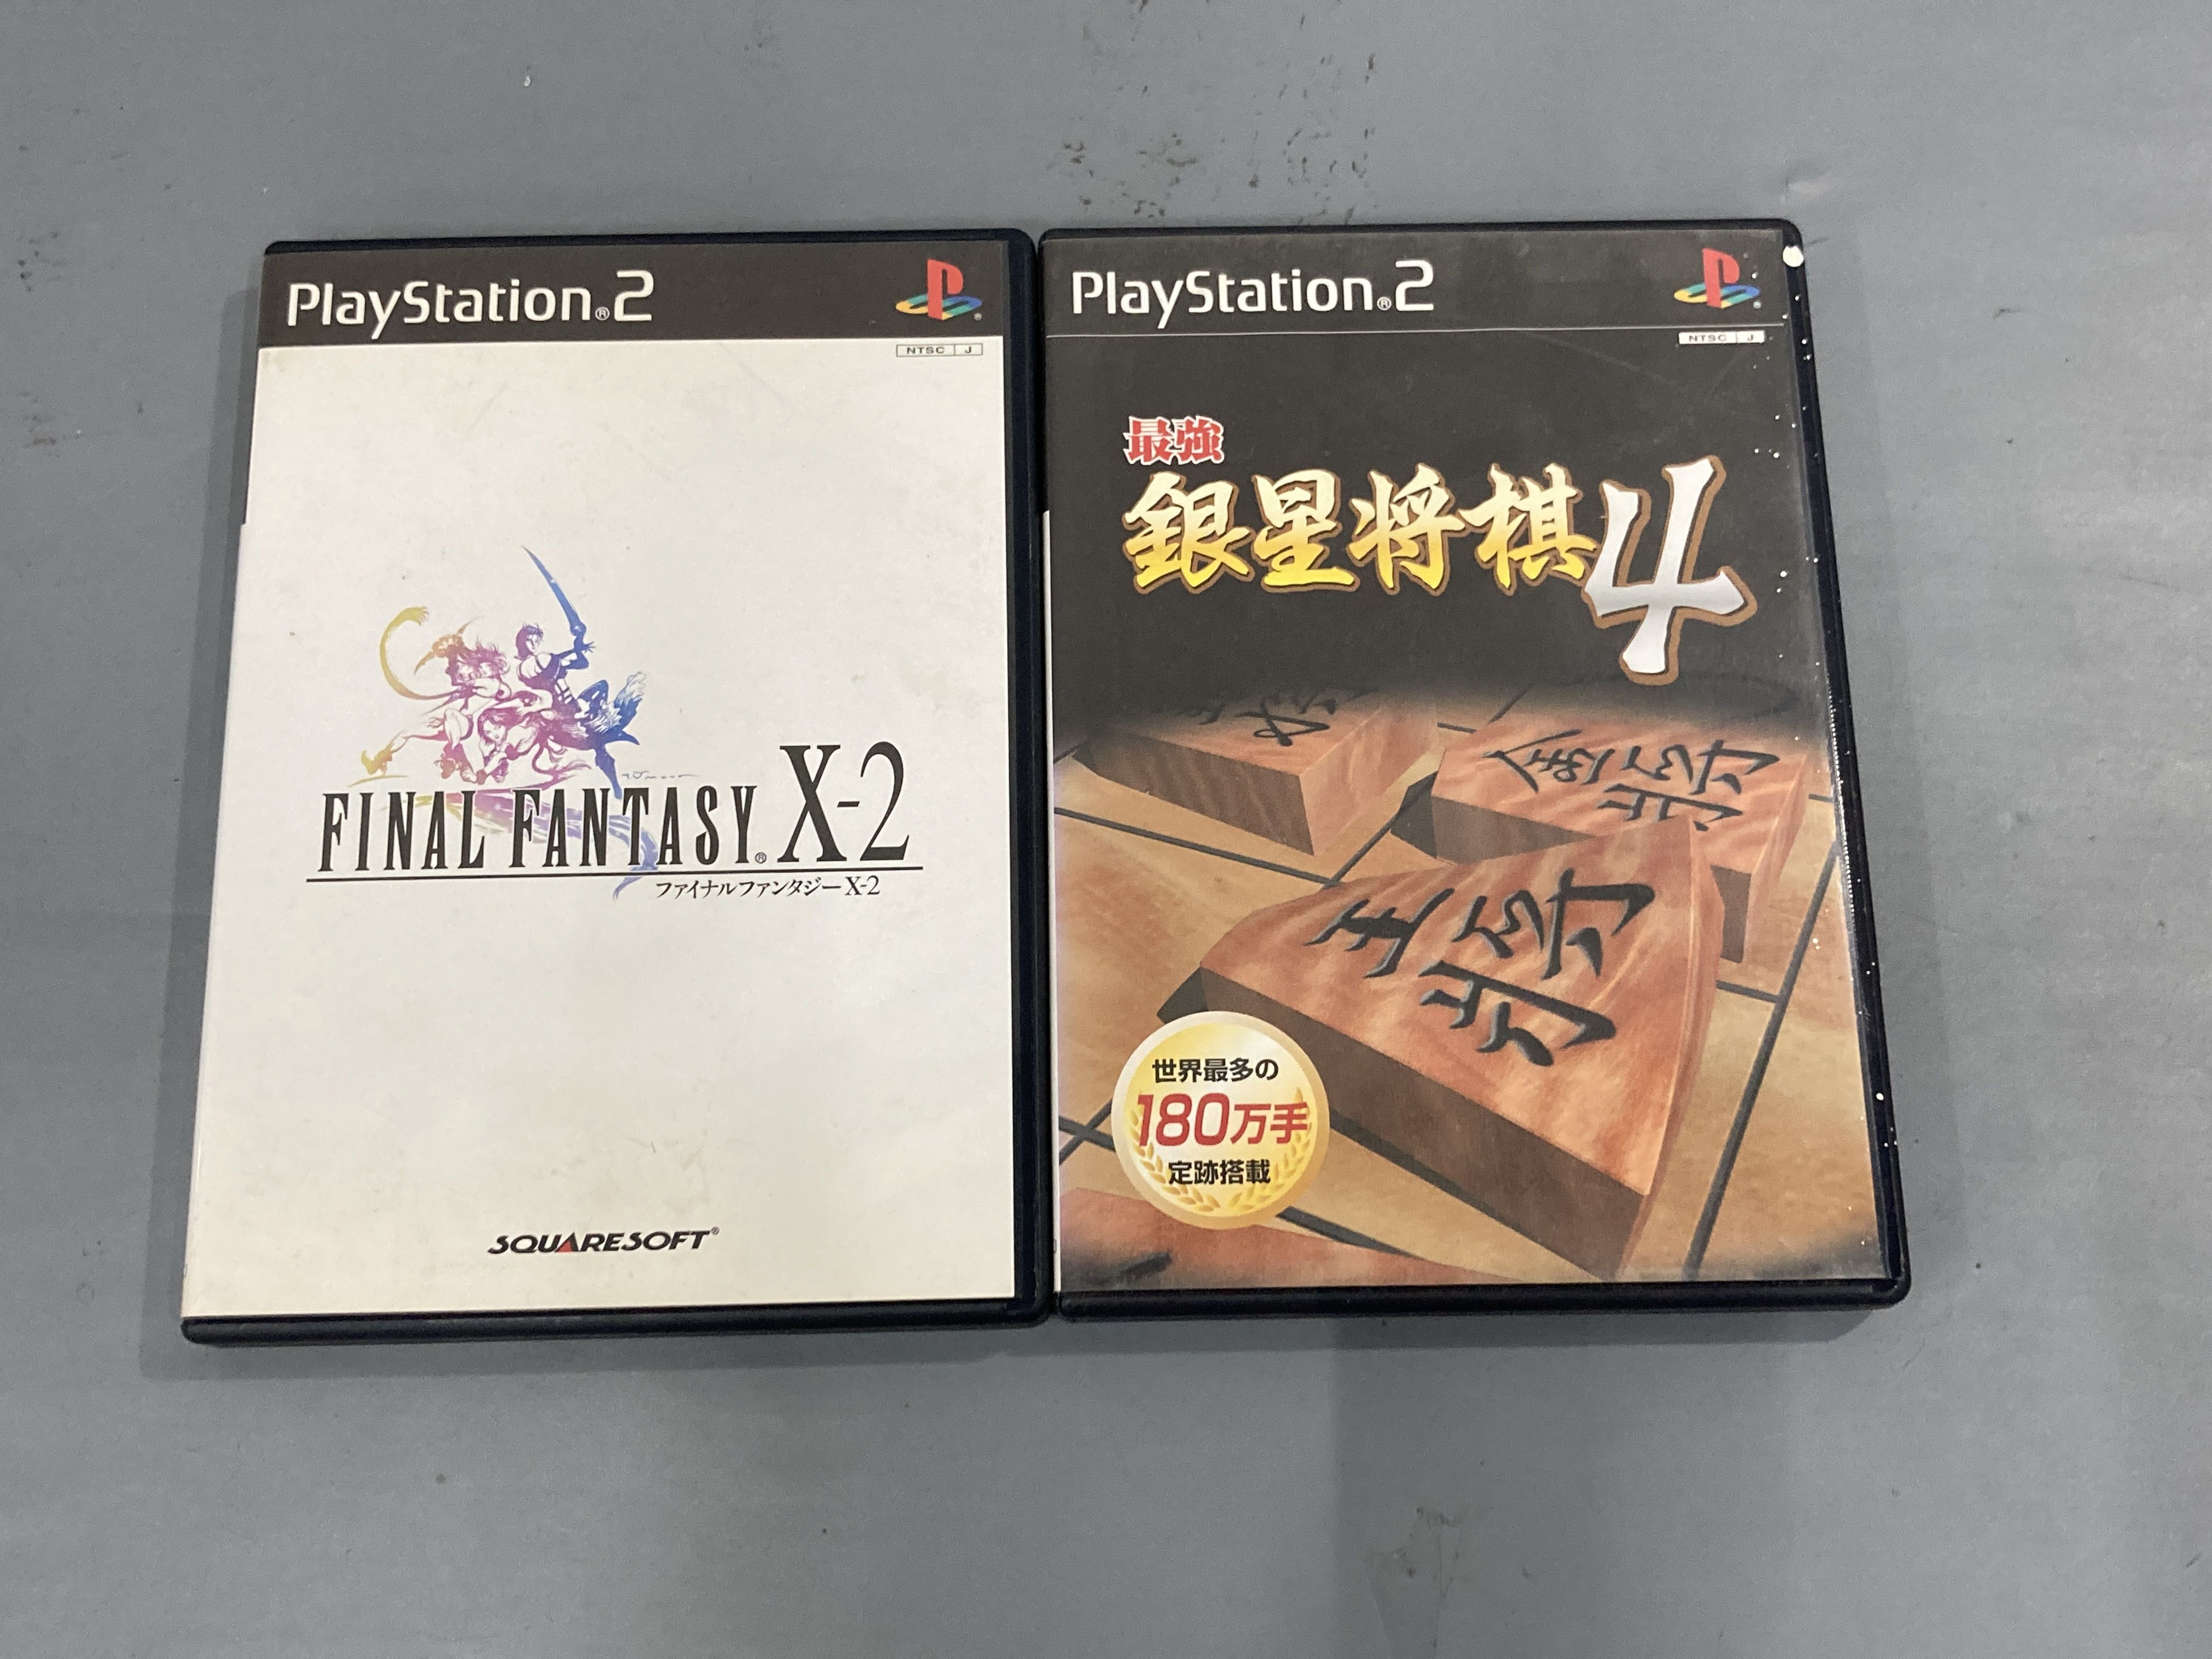 PlayStation®2
NTSC J
FINAL FANTASY® X-2
ファイナルファンタジーX-2
SQUARESOFT®
PlayStation®2
NTSC J
最強
銀星将棋4
金将
王将
世界最多の
180万手
定跡搭載